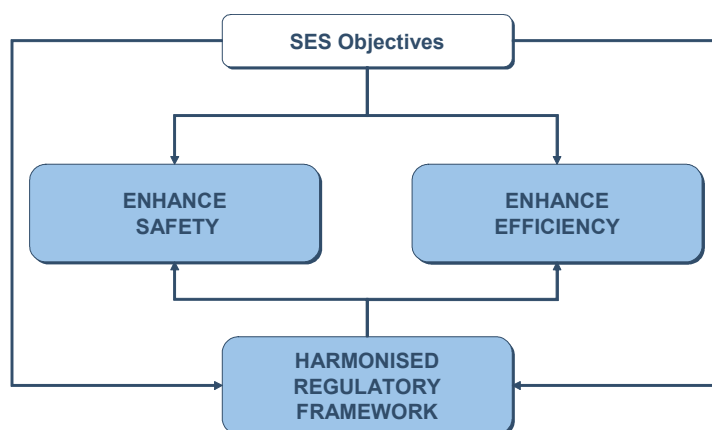 SES Objectives
ENHANCE
SAFETY
ENHANCE
EFFICIENCY
HARMONISED
REGULATORY
FRAMEWORK